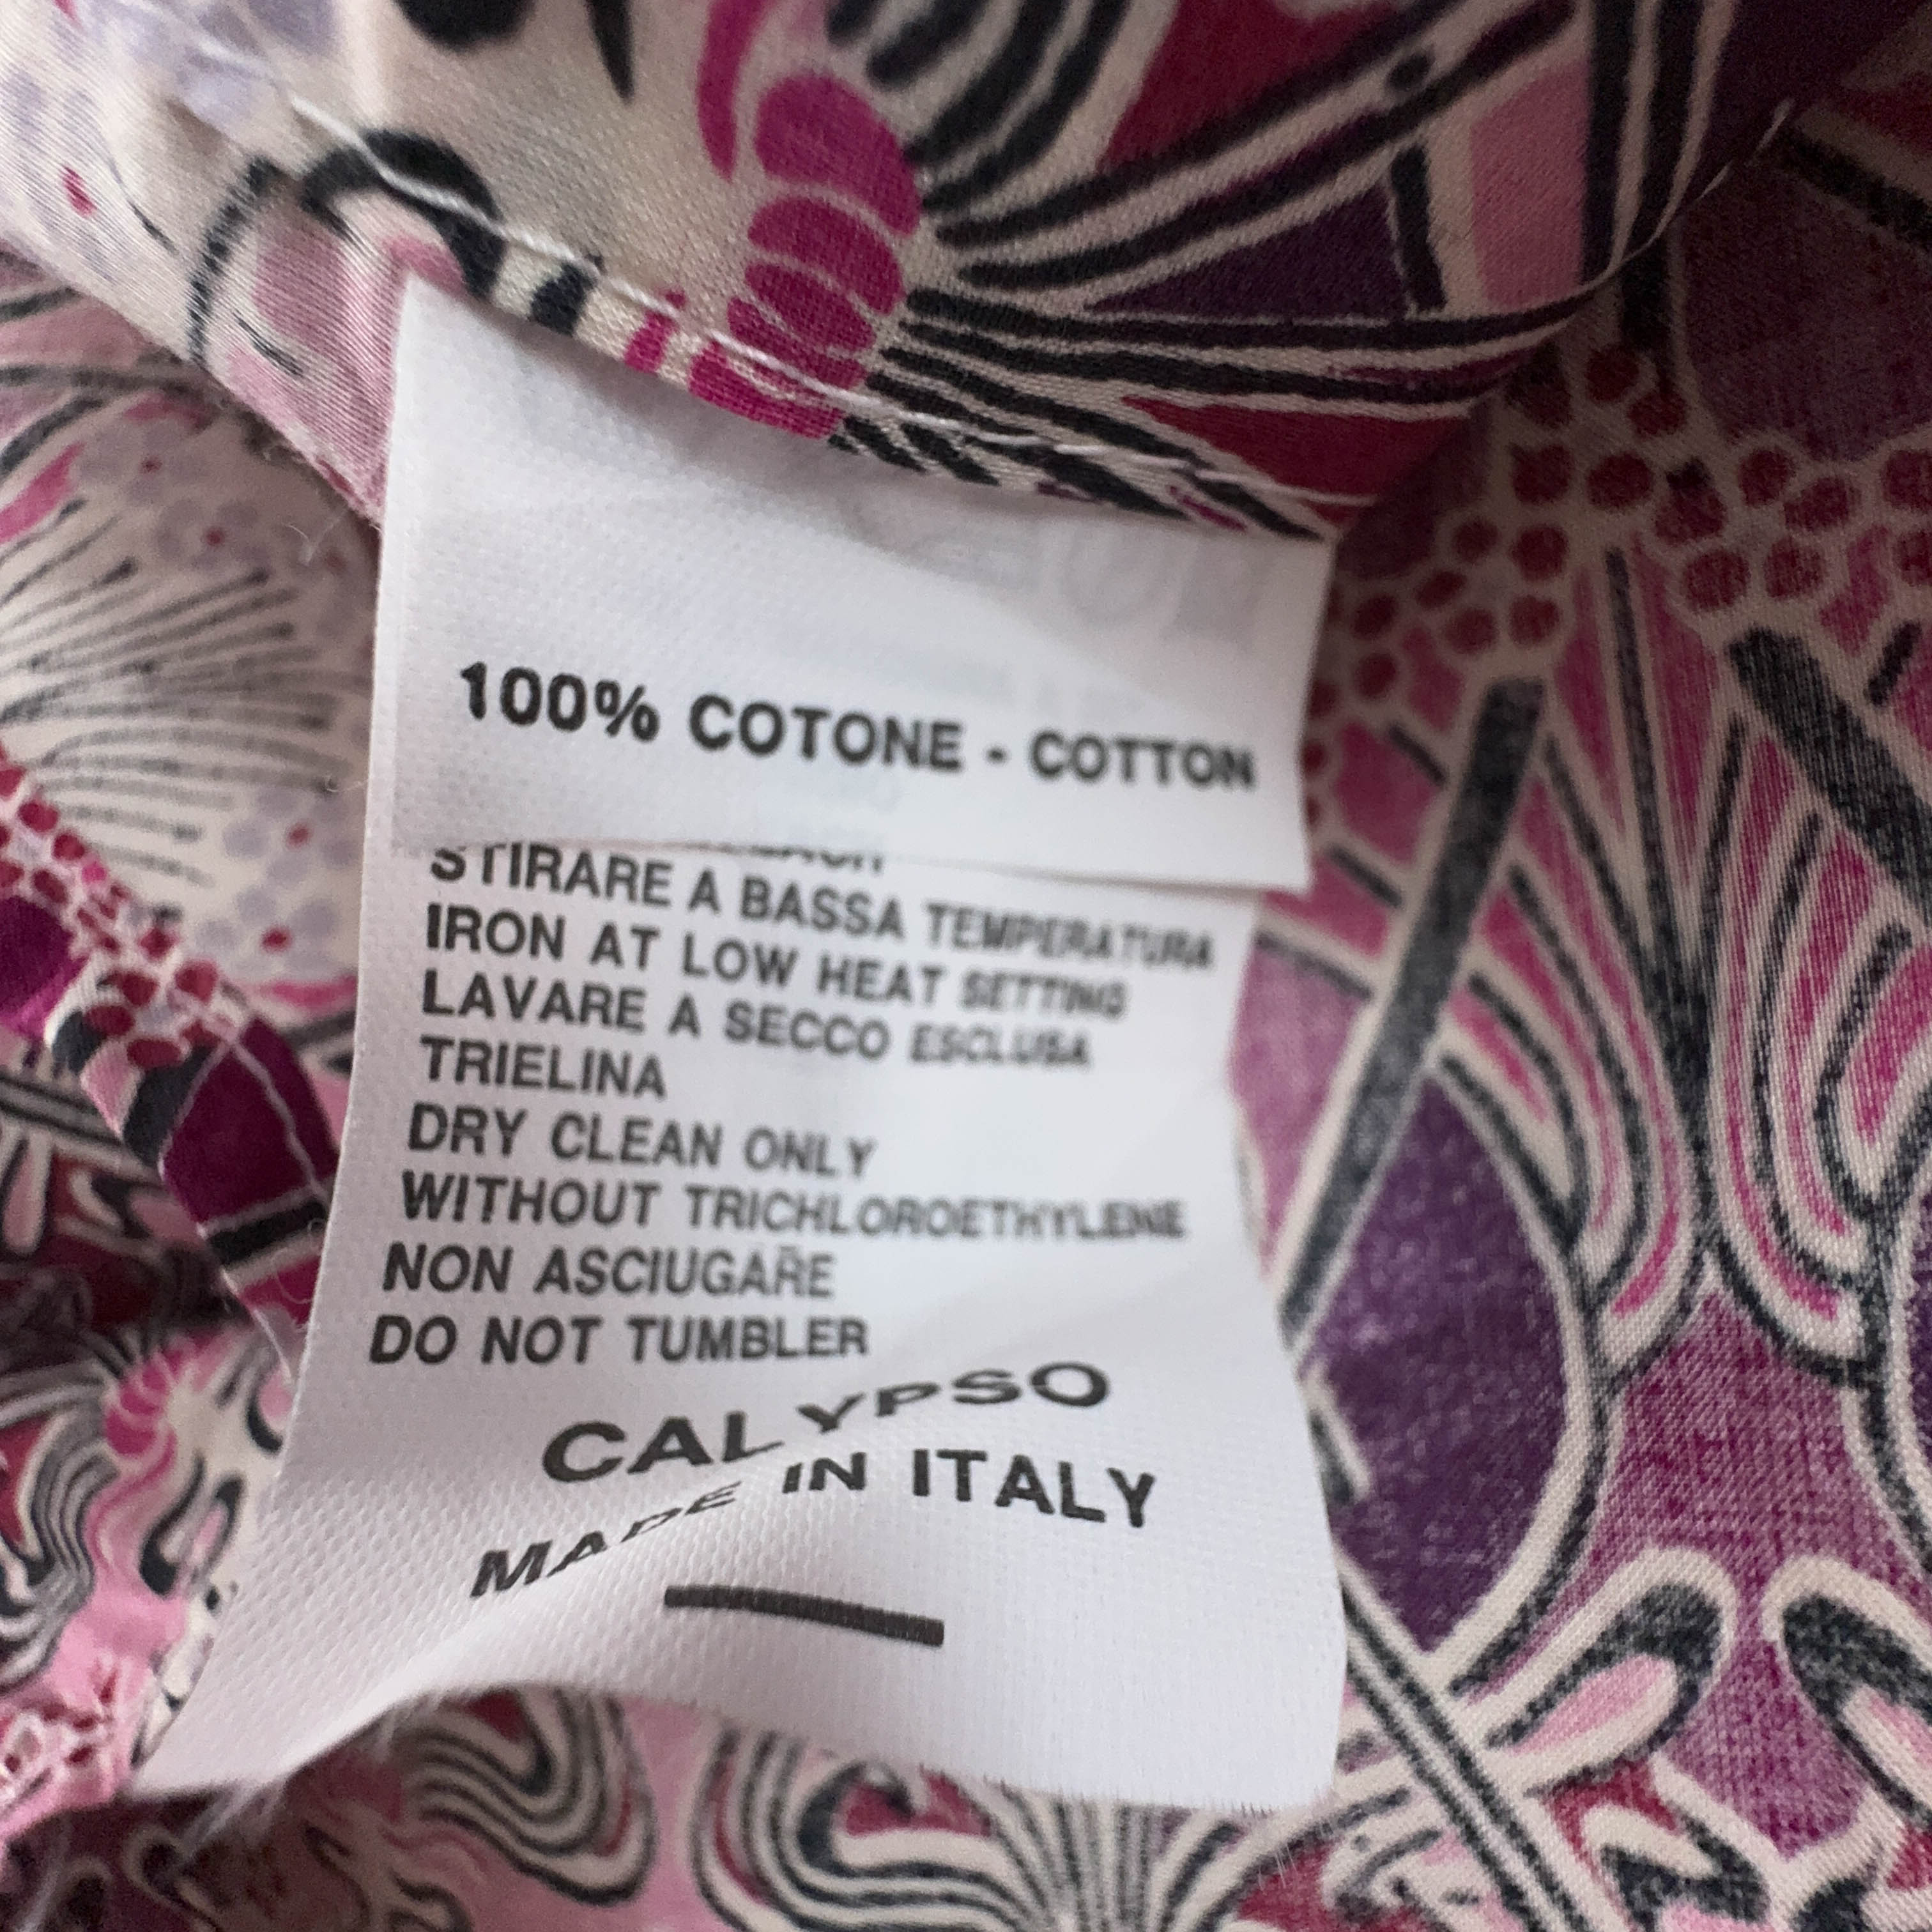 100% COTONE - COTTON
STIRARE A BASSA TEMPERATURA
IRON AT LOW HEAT SETTING
LAVARE A SECCO ESCLUSA
TRIELINA
DRY CLEAN ONLY
WITHOUT TRICHLOROETHYLENE
NON ASCIUGARE
DO NOT TUMBLER
CALYPSO
MADE IN ITALY